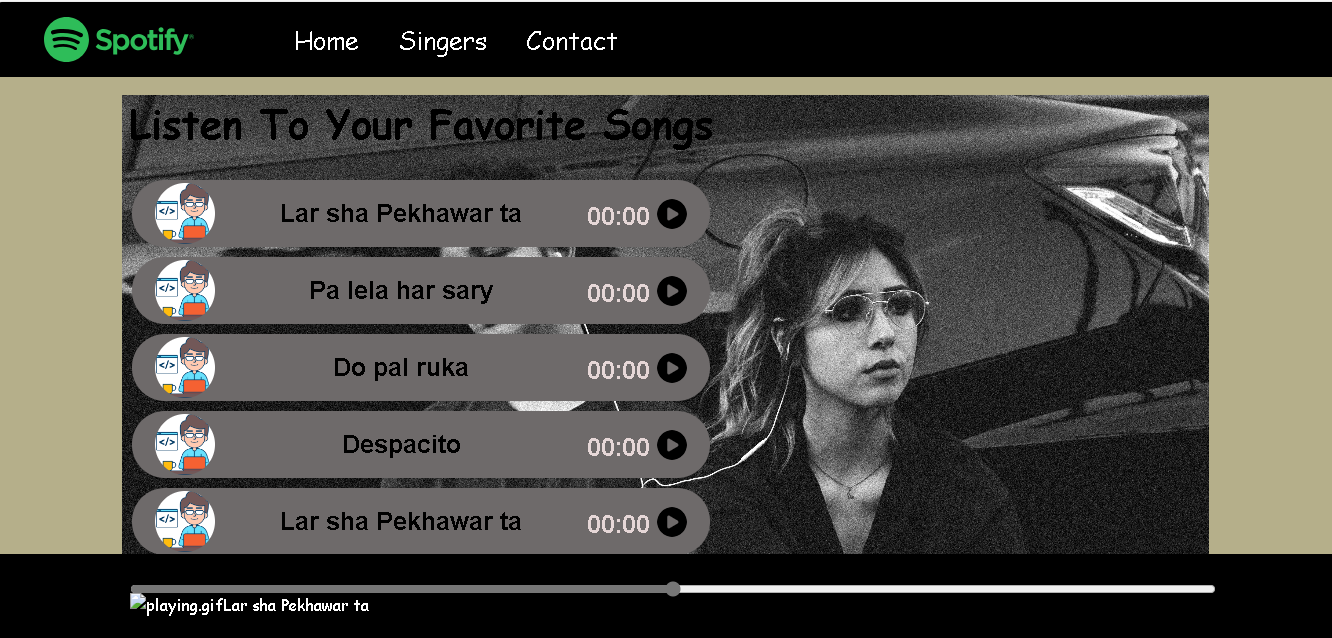 Spotify®
Home Singers Contact
Listen To Your Favorite Songs
</> Lar sha Pekhawar ta 00:00
</> Pa lela har sary 00:00
</> Do pal ruka 00:00
</> Despacito 00:00
</> Lar sha Pekhawar ta 00:00
playing.gifLar sha Pekhawar ta